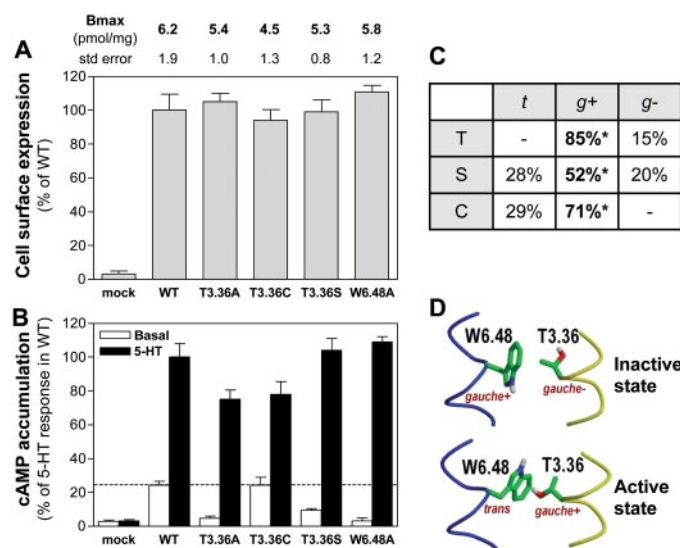 Bmax 6.2 5.4 4.5 5.3 5.8
(pmol/mg)
std error 1.9 1.0 1.3 0.8 1.2
A
Cell surface expression
(% of WT)
120
100
80
60
40
20
0
mock WT T3.36A T3.36C T3.36S W6.48A
B
cAMP accumulation
(% of 5-HT response in WT)
Basal
5-HT
120
100
80
60
40
20
0
mock WT T3.36A T3.36C T3.36S W6.48A
C
t g+ g-
T - 85%* 15%
S 28% 52%* 20%
C 29% 71%* -
D
W6.48 T3.36
Inactive
state
gauche+ gauche-
W6.48 T3.36
Active
state
trans gauche+